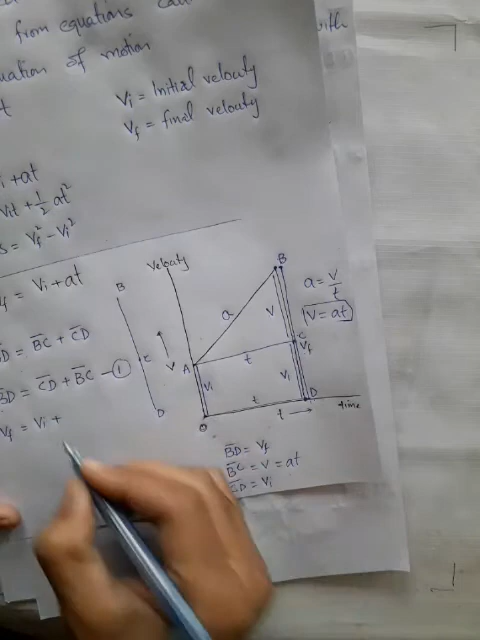 from equations
uation of motion
with
t
Vi = Initial velocity
Vf = final velocity
i + at
Vit + 1/2 at²
S = Vf² - Vi²
Vf = Vi + at
BD = BC + CD
BD = CD + BC - ①
Vf = Vi +
B
C
D
Velocity
V
A
a
B
V
C
Vf
t
Vi
Vi
t
D
O
t →
time
a = V/t
V = at
BD = Vf
BC = V = at
CD = Vi